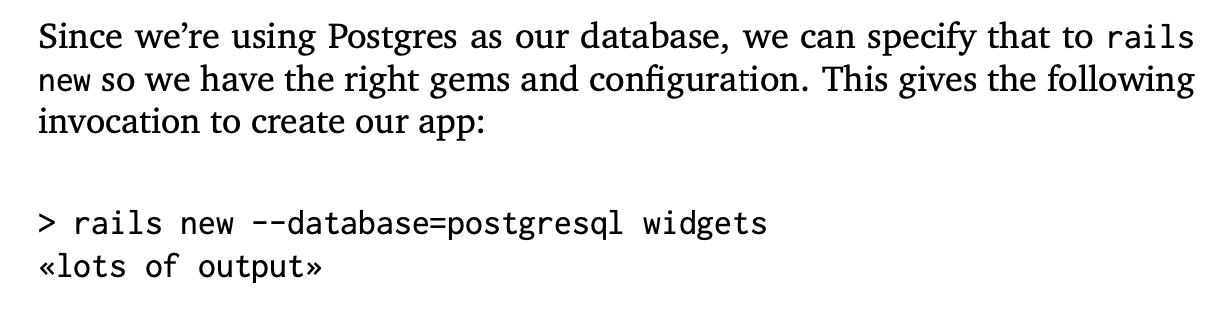 Since we’re using Postgres as our database, we can specify that to rails
new so we have the right gems and configuration. This gives the following
invocation to create our app:
> rails new --database=postgresql widgets
«lots of output»